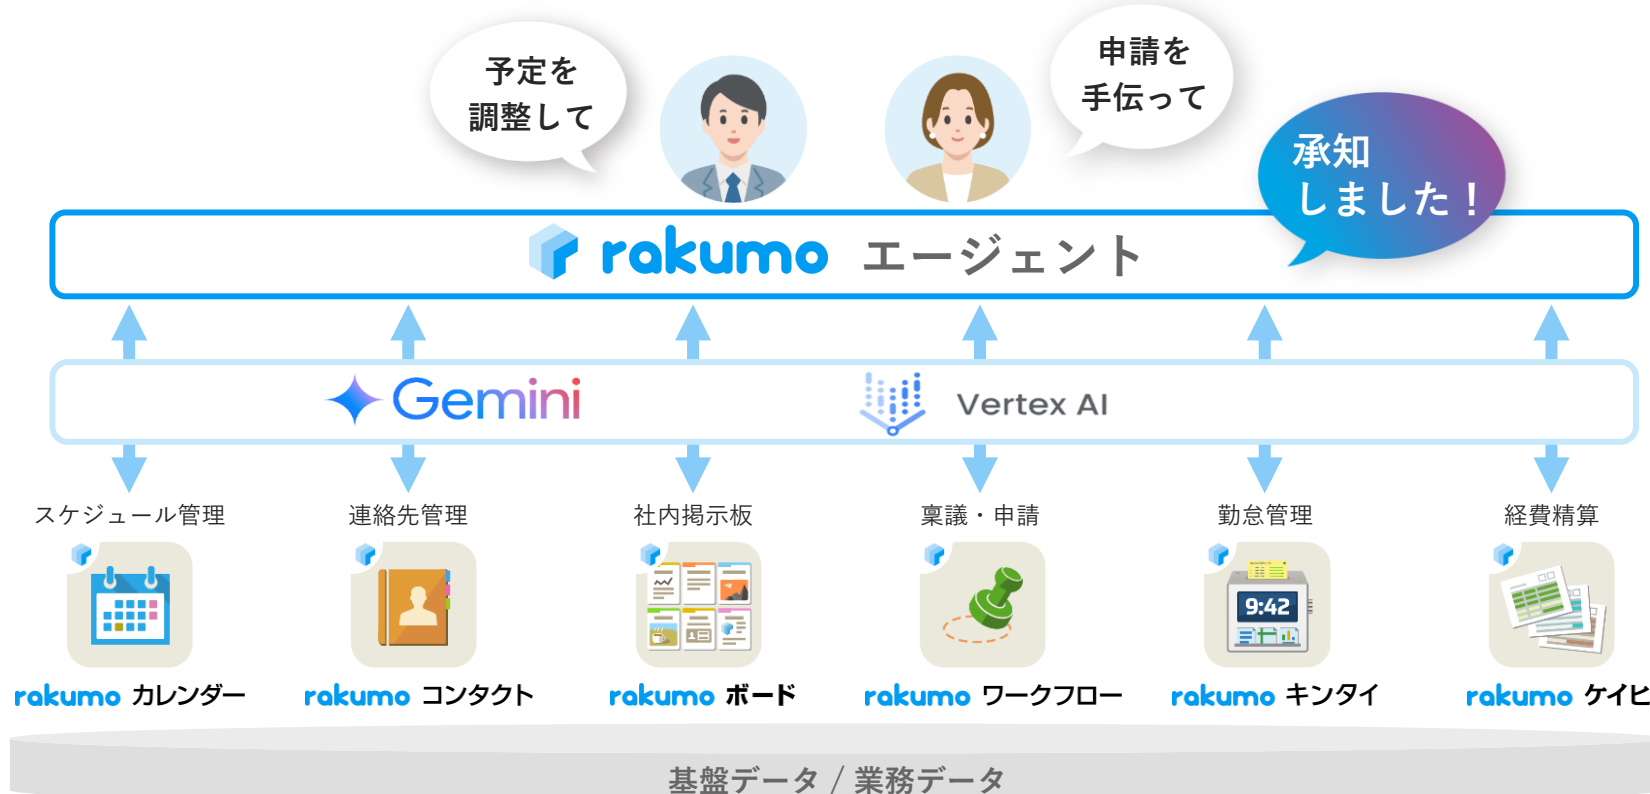 予定を
調整して
申請を
手伝って
承知
しました！
rakumo エージェント
Gemini
Vertex AI
スケジュール管理
連絡先管理
社内掲示板
稟議・申請
勤怠管理
経費精算
9:42
rakumo カレンダー
rakumo コンタクト
rakumo ボード
rakumo ワークフロー
rakumo キンタイ
rakumo ケイヒ
基盤データ / 業務データ